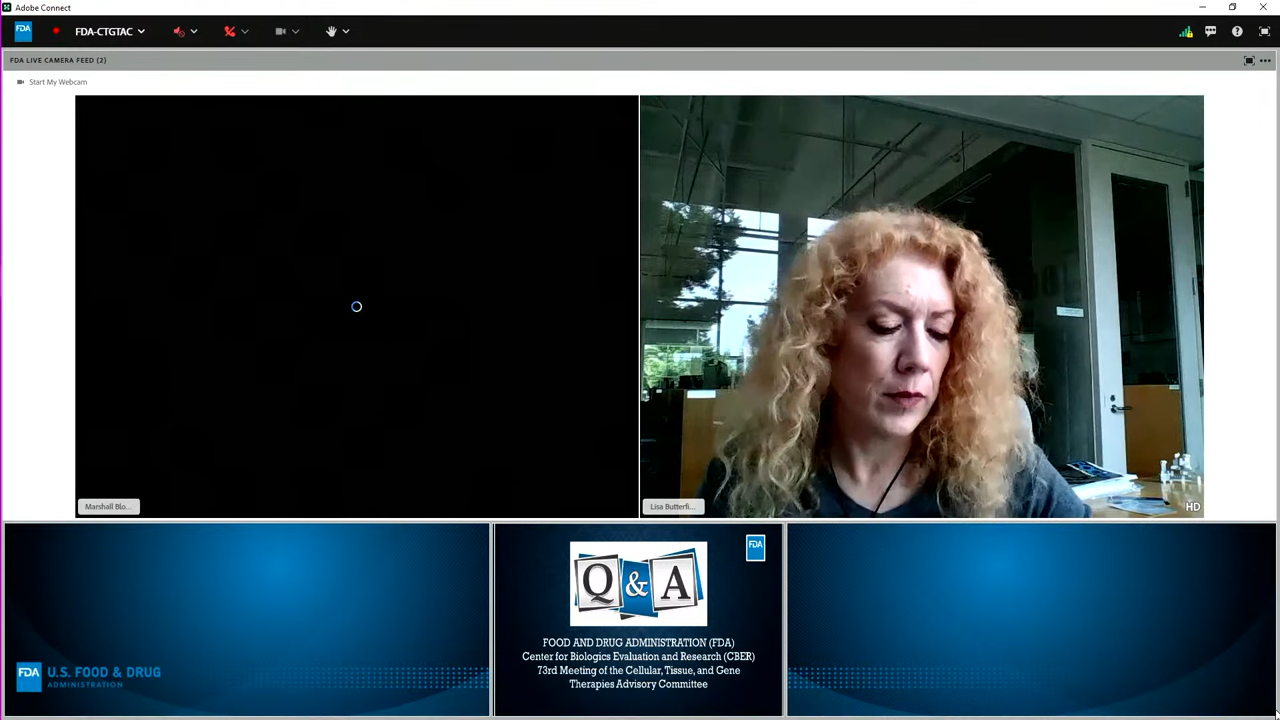 Adobe Connect
FDA
FDA-CTGTAC
FDA LIVE CAMERA FEED (2)
Start My Webcam
Marshall Blo...
Lisa Butterfi...
HD
FDA
Q & A
FOOD AND DRUG ADMINISTRATION (FDA)
Center for Biologics Evaluation and Research (CBER)
73rd Meeting of the Cellular, Tissue, and Gene
Therapies Advisory Committee
FDA
U.S. FOOD & DRUG
ADMINISTRATION